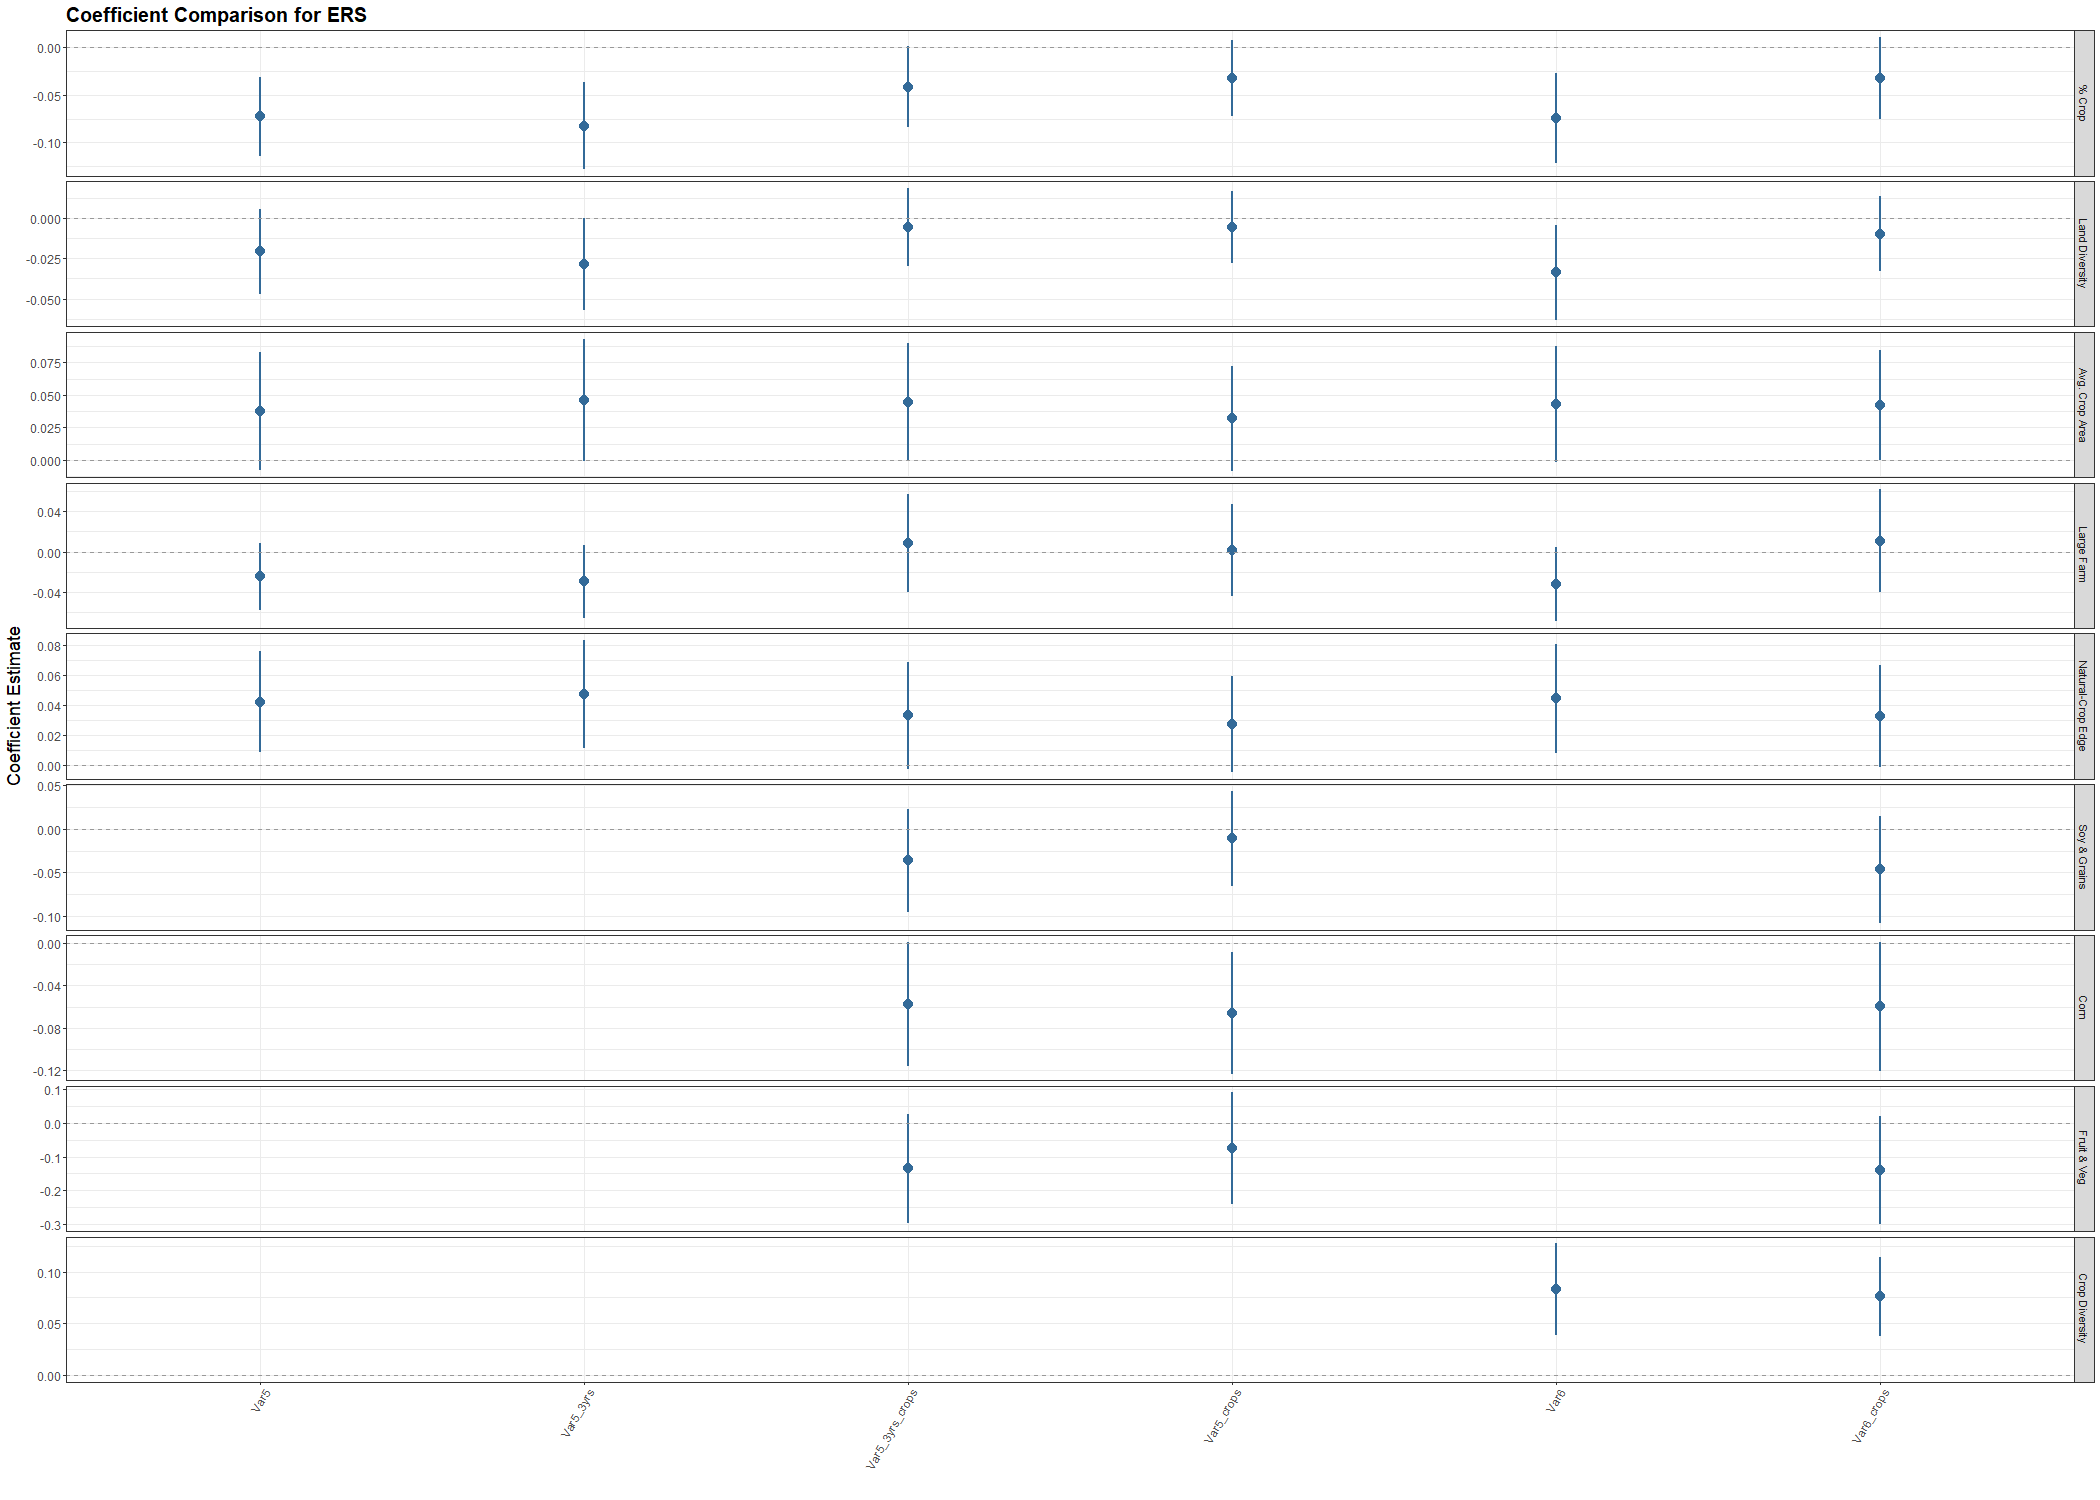 Coefficient Comparison for ERS
Coefficient Estimate
0.00
-0.05
-0.10
% Crop
0.000
-0.025
-0.050
Land Diversity
0.075
0.050
0.025
0.000
Avg. Crop Area
0.04
0.00
-0.04
Large Farm
0.08
0.06
0.04
0.02
0.00
Natural-Crop Edge
0.05
0.00
-0.05
-0.10
Soy & Grains
0.00
-0.04
-0.08
-0.12
Corn
0.1
0.0
-0.1
-0.2
-0.3
Fruit & Veg
0.10
0.05
0.00
Crop Diversity
Var5
Var5_3yrs
Var5_3yrs_crops
Var5_crops
Var6
Var6_crops